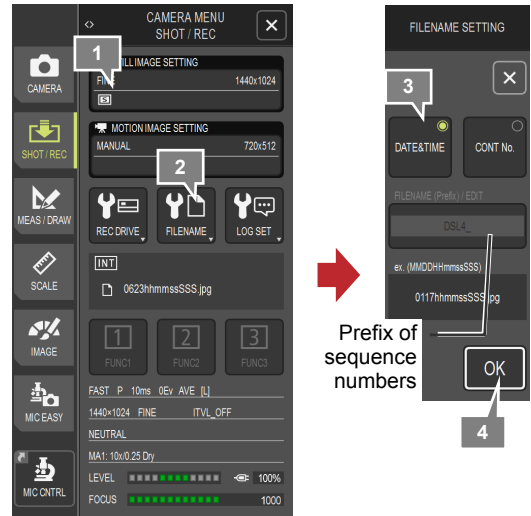 CAMERA MENU
SHOT / REC
1
ILL IMAGE SETTING
FINE
1440x1024
S
MOTION IMAGE SETTING
MANUAL
720x512
2
REC DRIVE
FILENAME
LOG SET
INT
0623hhmmssSSS.jpg
1
2
3
FUNC1
FUNC2
FUNC3
FAST P 10ms 0Ev AVE [L]
1440×1024 FINE ITVL_OFF
NEUTRAL
MA1: 10x/0.25 Dry
LEVEL
100%
FOCUS
1000
CAMERA
SHOT / REC
MEAS / DRAW
SCALE
IMAGE
MIC EASY
MIC CNTRL
FILENAME SETTING
3
DATE&TIME
CONT No.
FILENAME (Prefix) / EDIT
DSL4_
ex. (MMDDHHmmssSSS)
0117hhmmssSSS.jpg
Prefix of
sequence
numbers
OK
4